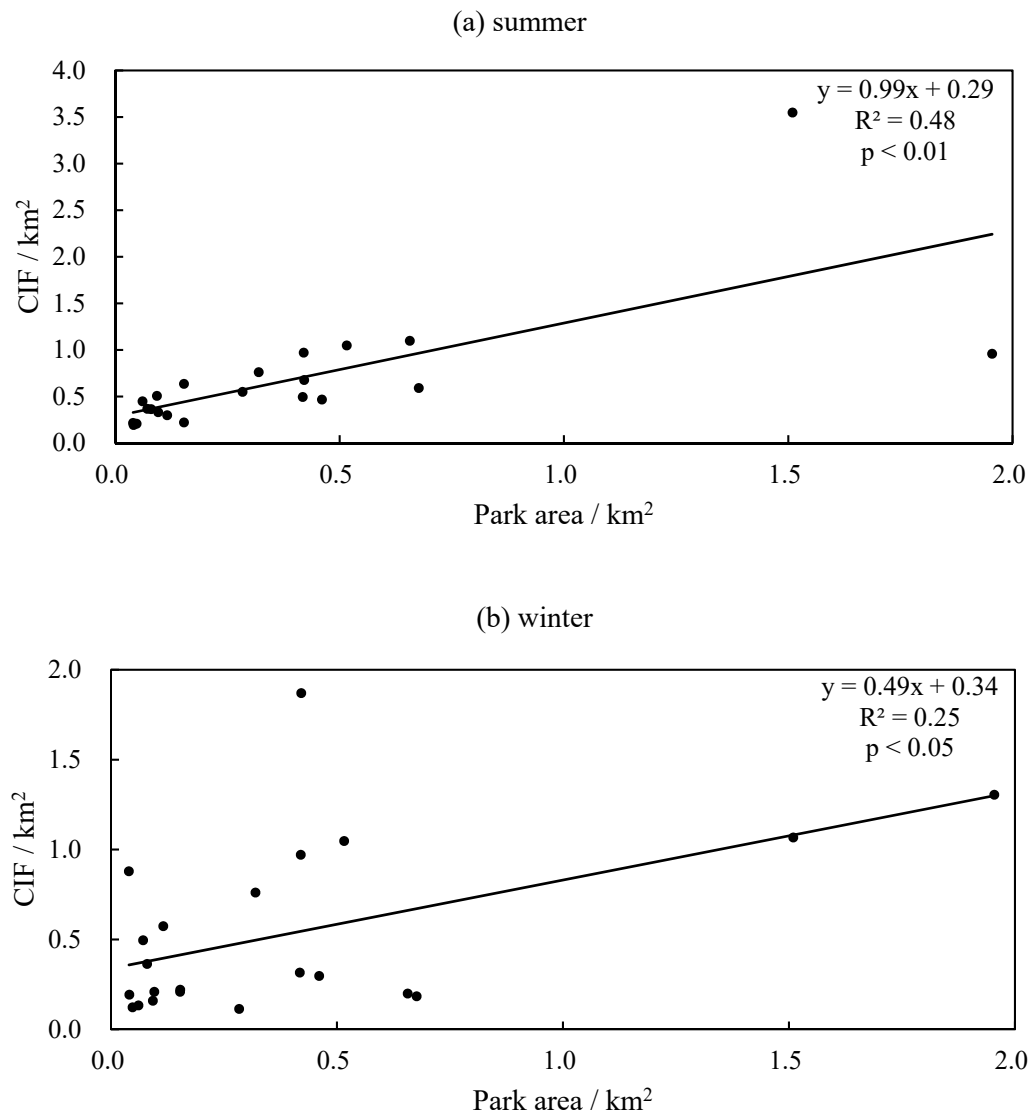 (a) summer
4.0
3.5
3.0
2.5
2.0
1.5
1.0
0.5
0.0
CIF / km²
y = 0.99x + 0.29
R² = 0.48
p < 0.01
0.0 0.5 1.0 1.5 2.0
Park area / km²
(b) winter
2.0
1.5
1.0
0.5
0.0
CIF / km²
y = 0.49x + 0.34
R² = 0.25
p < 0.05
0.0 0.5 1.0 1.5 2.0
Park area / km²